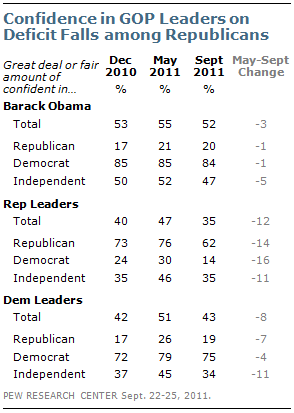 Confidence in GOP Leaders on
Deficit Falls among Republicans
Great deal or fair amount of confident in… Dec 2010 May 2011 Sept 2011 May-Sept Change
% % %
Barack Obama
Total 53 55 52 -3
Republican 17 21 20 -1
Democrat 85 85 84 -1
Independent 50 52 47 -5
Rep Leaders
Total 40 47 35 -12
Republican 73 76 62 -14
Democrat 24 30 14 -16
Independent 35 46 35 -11
Dem Leaders
Total 42 51 43 -8
Republican 17 26 19 -7
Democrat 72 79 75 -4
Independent 37 45 34 -11
PEW RESEARCH CENTER Sept. 22-25, 2011.